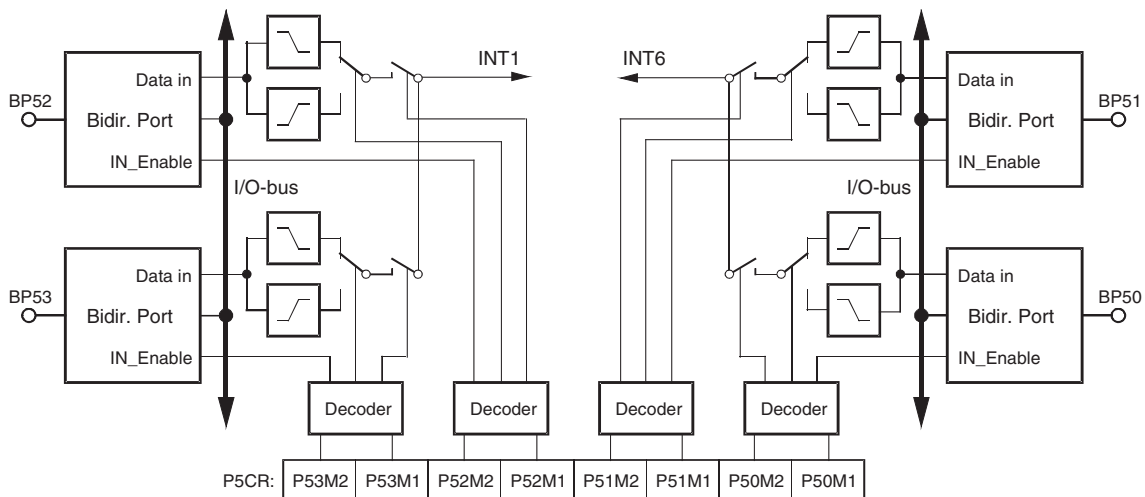 INT1 INT6
Data in Data in
BP52 BP51
Bidir. Port Bidir. Port
IN_Enable IN_Enable
I/O-bus I/O-bus
Data in Data in
BP53 BP50
Bidir. Port Bidir. Port
IN_Enable IN_Enable
Decoder Decoder Decoder Decoder
P5CR: P53M2 P53M1 P52M2 P52M1 P51M2 P51M1 P50M2 P50M1